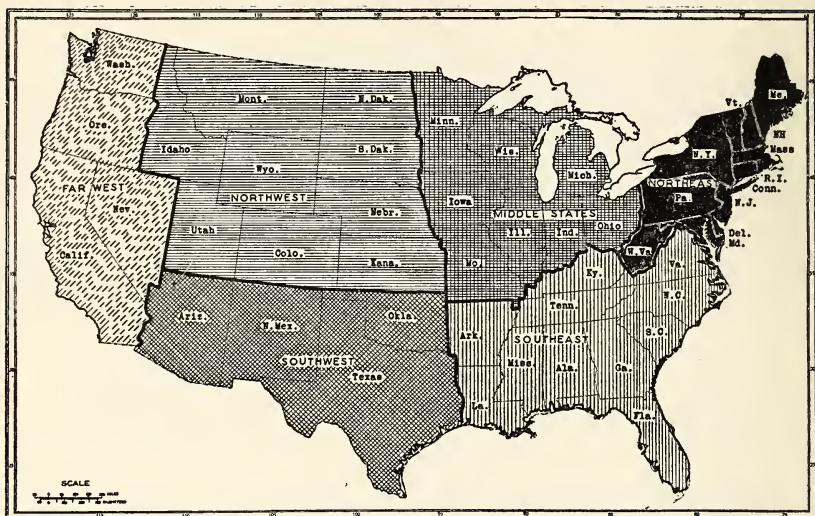 Wash.
Ore.
FAR WEST
Nev.
Calif.
Mont.
N.Dak.
Idaho
S.Dak.
Wyo.
NORTHWEST
Nebr.
Utah
Colo.
Kans.
Minn.
Wis.
Mich.
Iowa
MIDDLE STATES
Ill.
Ind.
Ohio
Mo.
Me.
Vt.
NH
Mass
N.Y.
R.I.
NORTHEAST
Conn.
Pa.
N.J.
Del.
Md.
W.Va
Va.
Ky.
N.C.
Tenn.
S.C.
Ark.
SOUTHEAST
Miss.
Ala.
Ga.
La.
Fla.
Ariz.
N.Mex.
Okla.
SOUTHWEST
Texas
SCALE